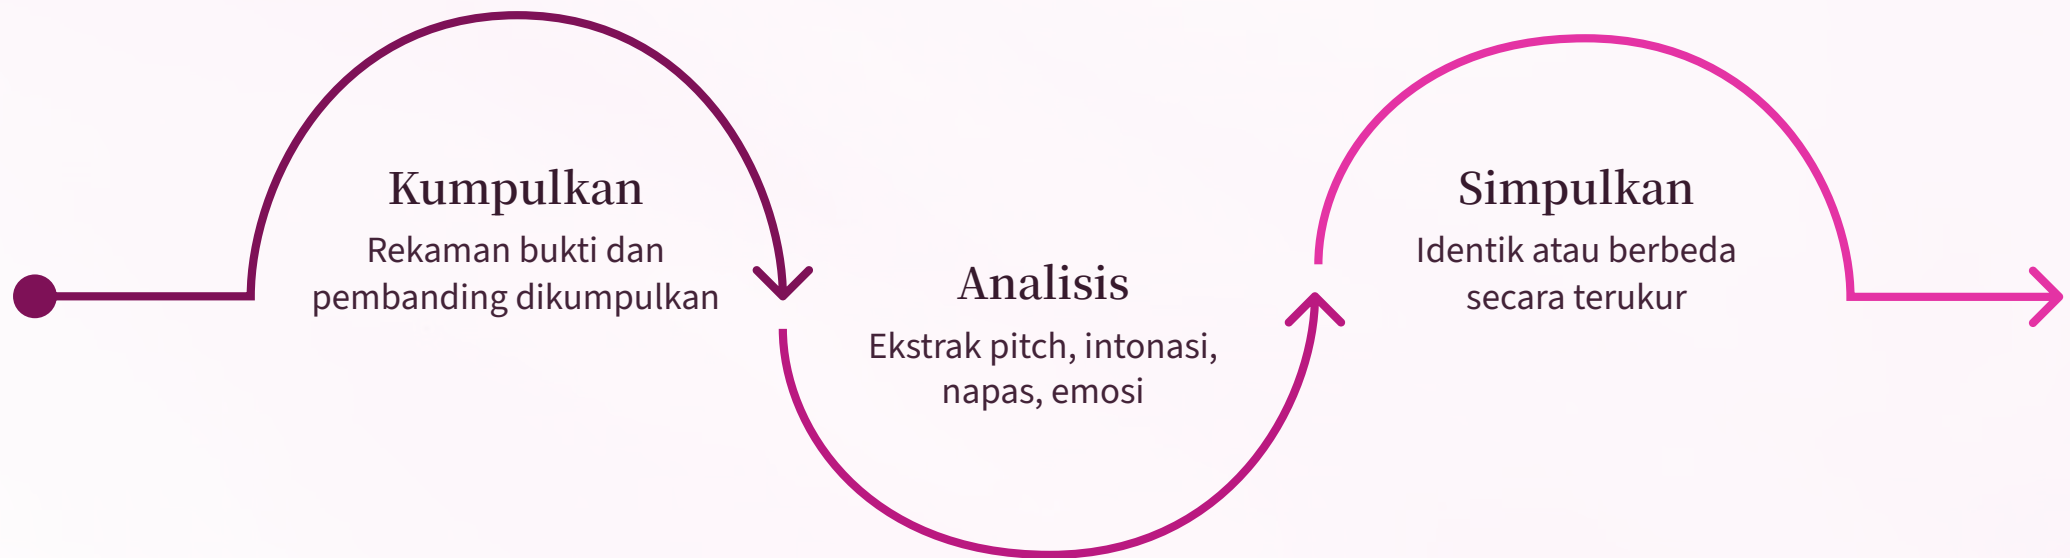 Kumpulkan
Rekaman bukti dan
pembanding dikumpulkan
Analisis
Ekstrak pitch, intonasi,
napas, emosi
Simpulkan
Identik atau berbeda
secara terukur